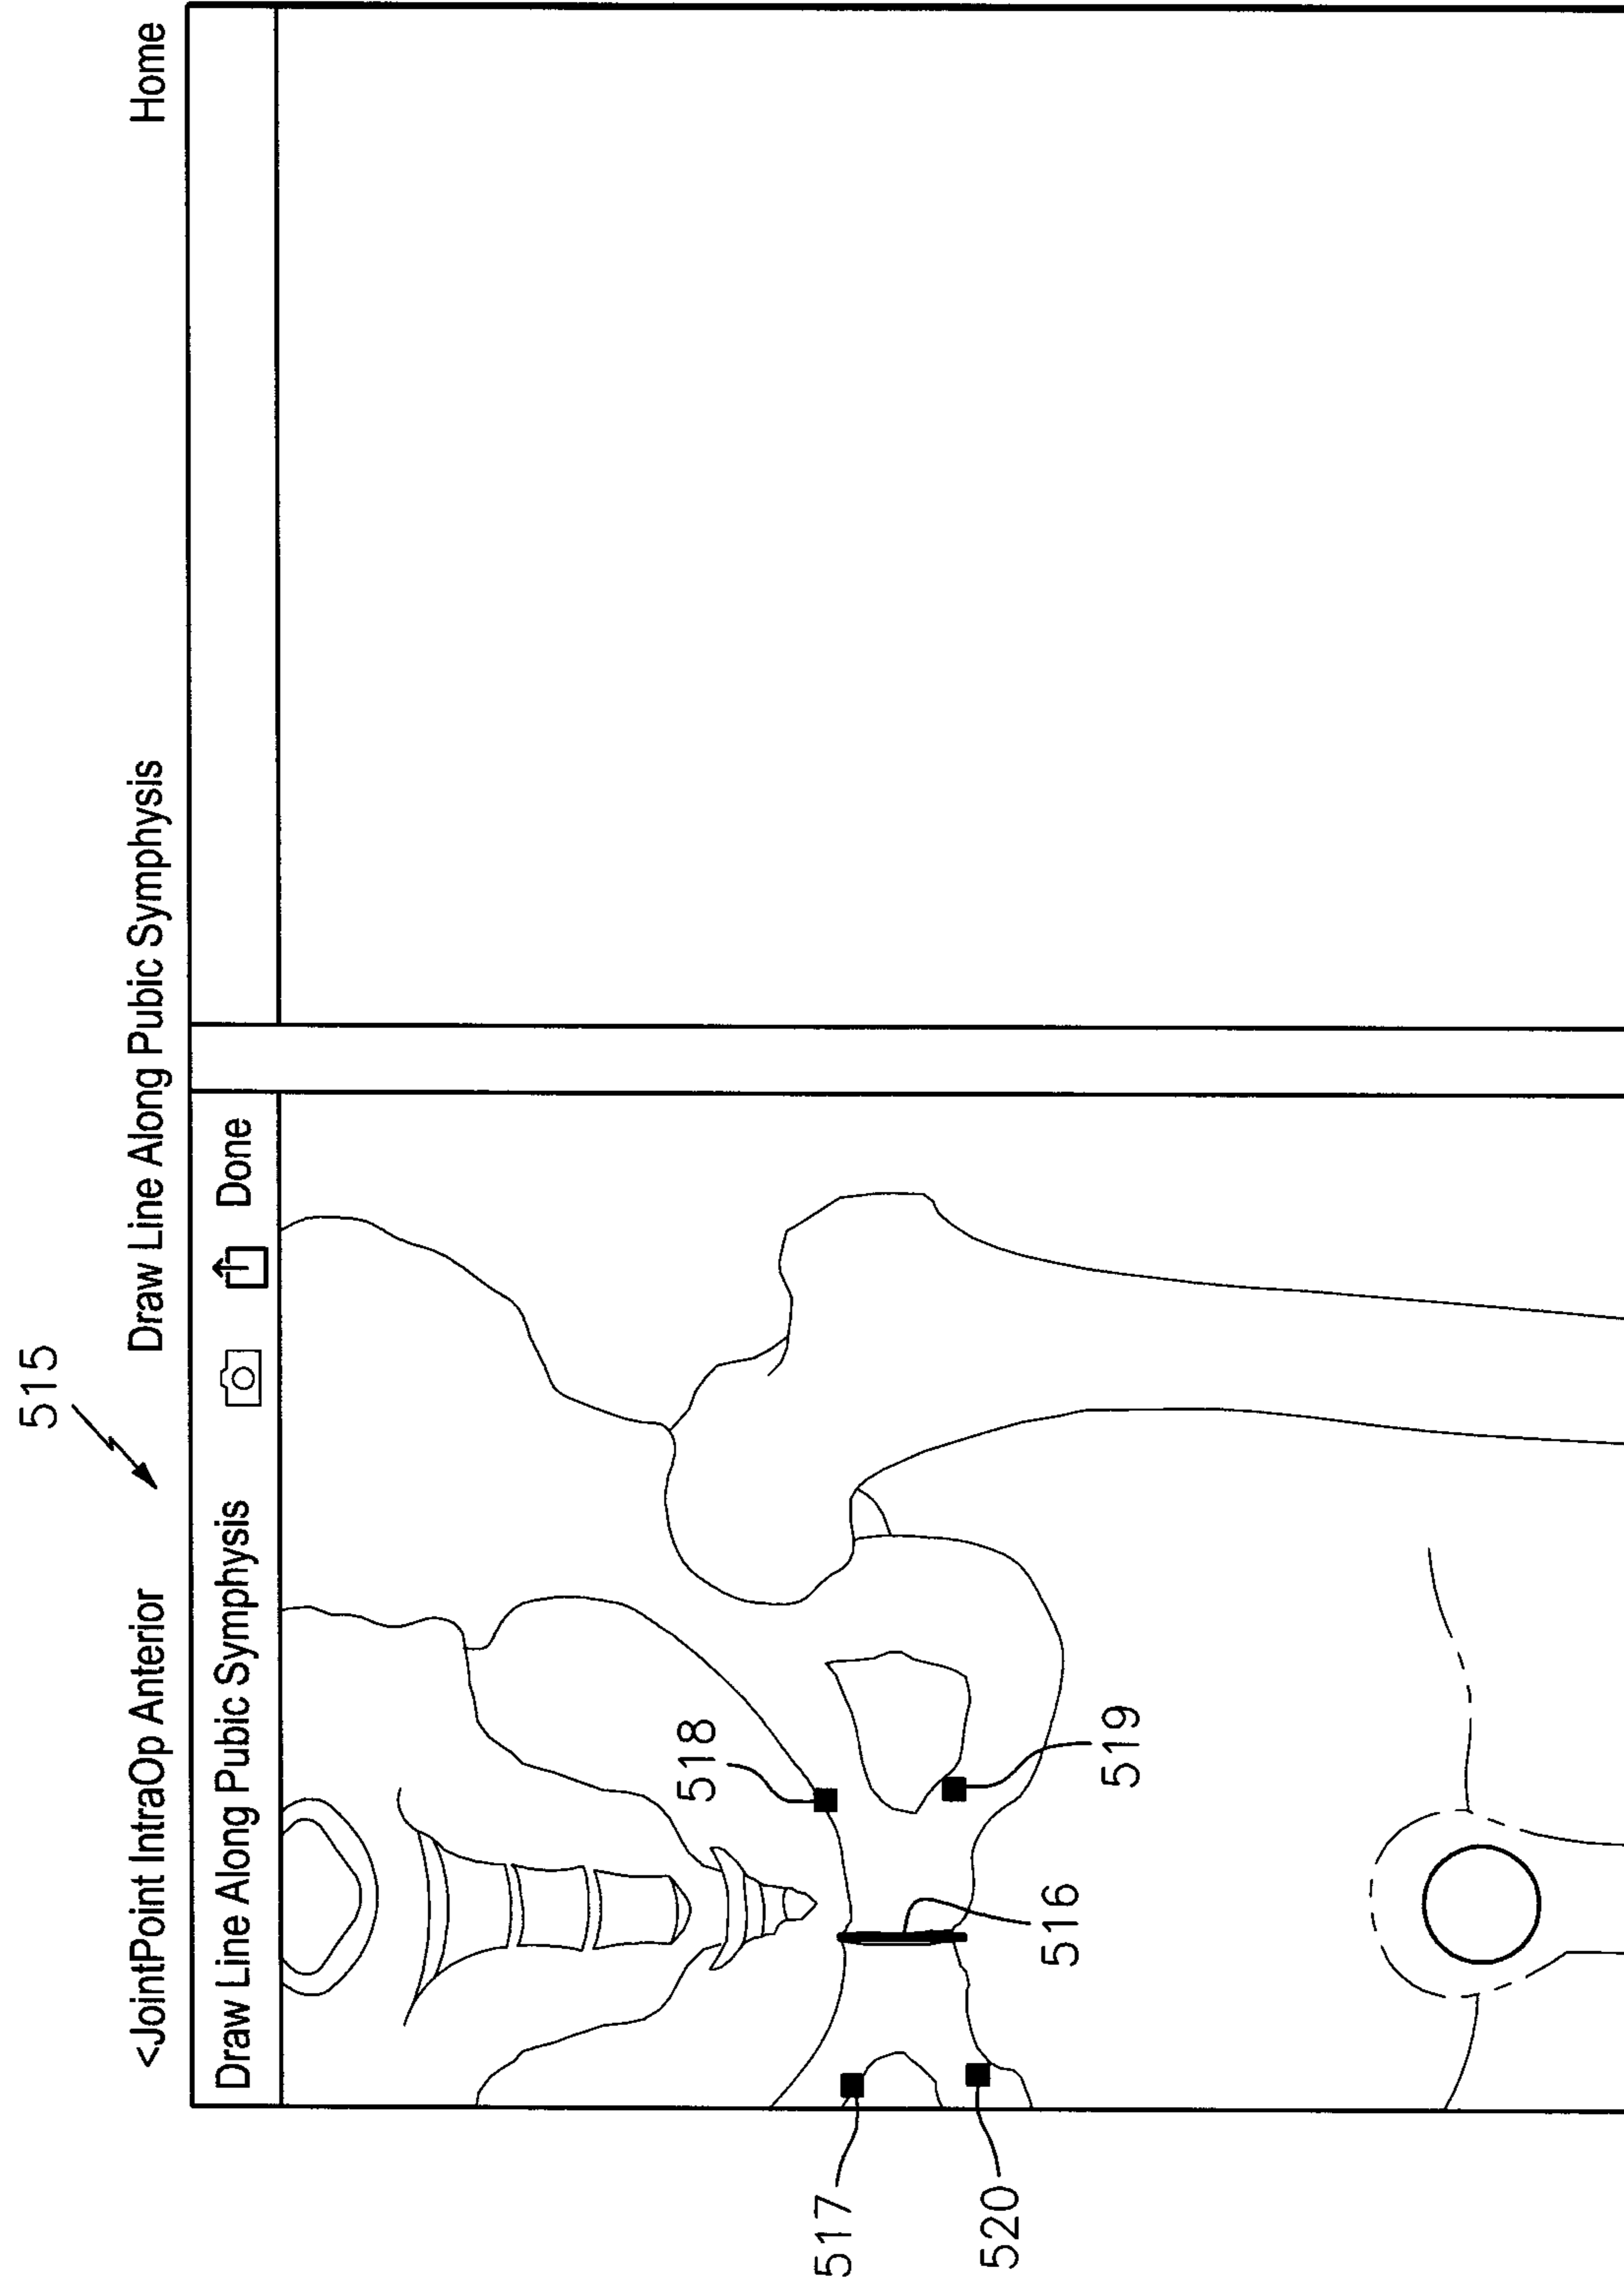 515
<JointPoint IntraOp Anterior
Draw Line Along Pubic Symphysis
Home
Draw Line Along Pubic Symphysis
Done
518
517
519
516
520